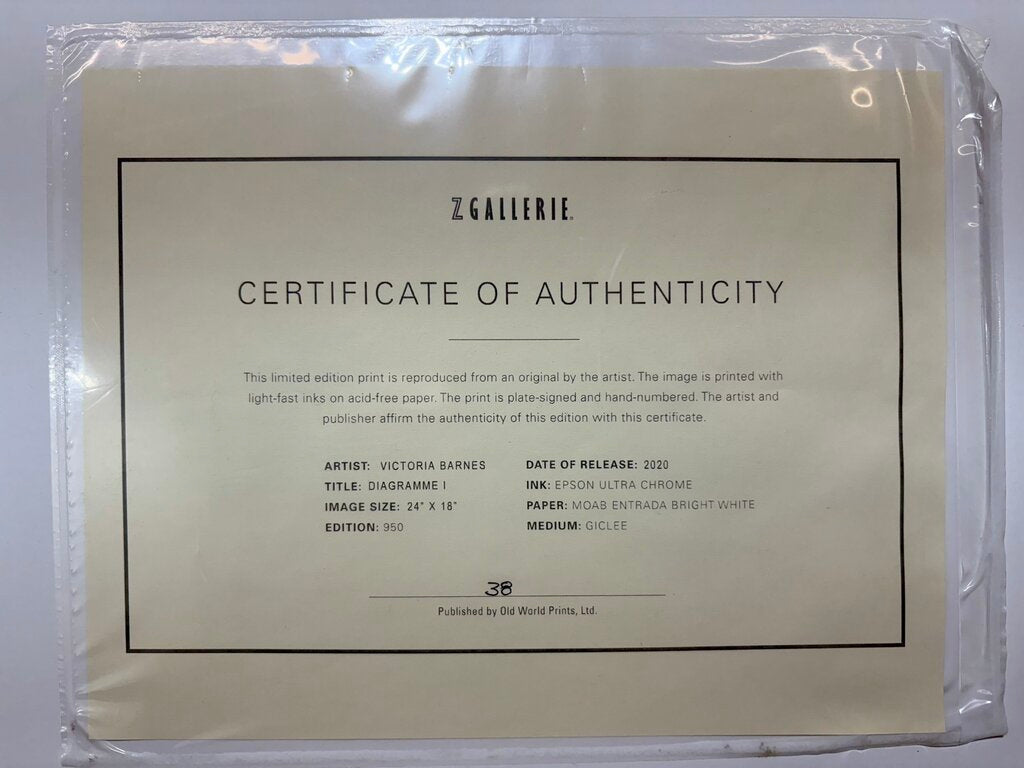 Z GALLERIE.
CERTIFICATE OF AUTHENTICITY
This limited edition print is reproduced from an original by the artist. The image is printed with
light-fast inks on acid-free paper. The print is plate-signed and hand-numbered. The artist and
publisher affirm the authenticity of this edition with this certificate.
ARTIST: VICTORIA BARNES
TITLE: DIAGRAMME I
IMAGE SIZE: 24" X 18"
EDITION: 950
DATE OF RELEASE: 2020
INK: EPSON ULTRA CHROME
PAPER: MOAB ENTRADA BRIGHT WHITE
MEDIUM: GICLEE
38
Published by Old World Prints, Ltd.